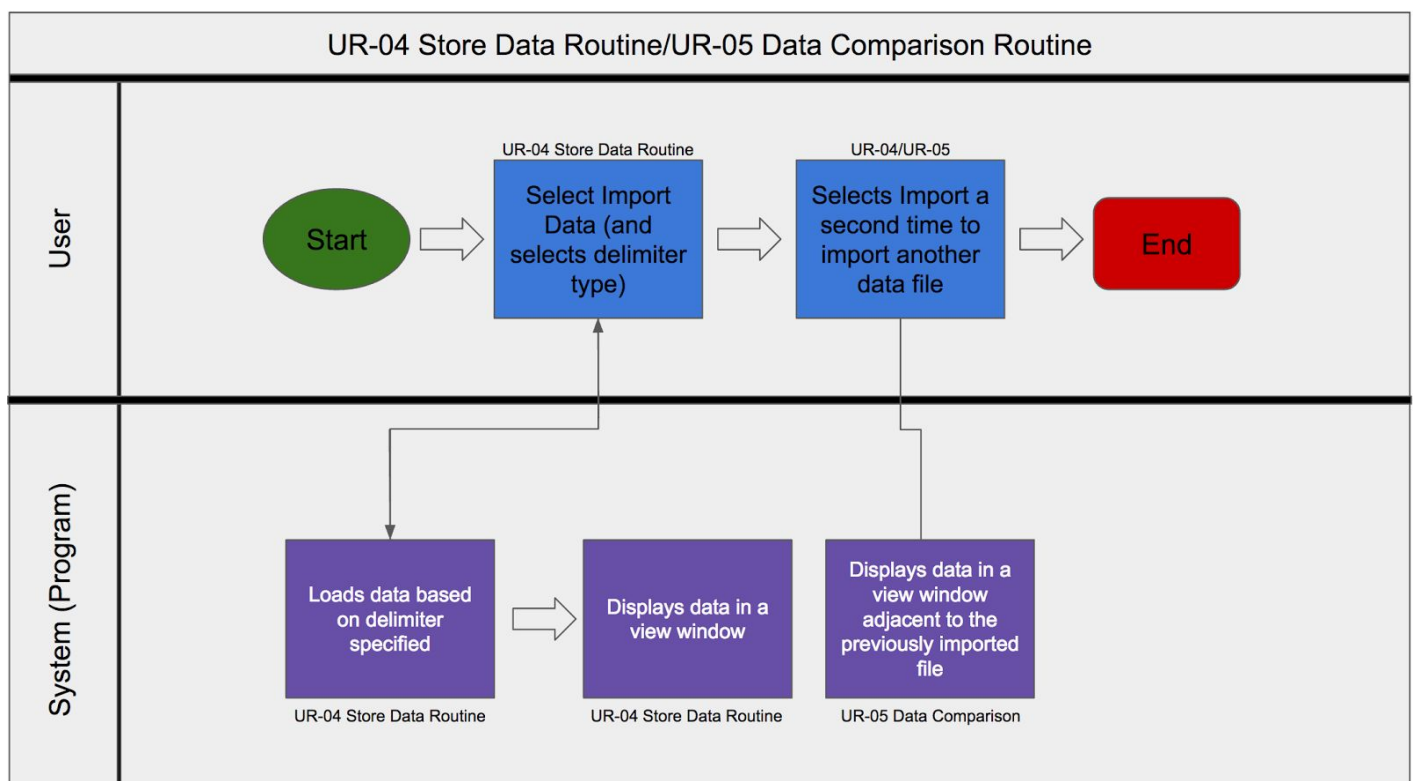 UR-04 Store Data Routine/UR-05 Data Comparison Routine
User
Start
UR-04 Store Data Routine
Select Import
Data (and
selects delimiter
type)
UR-04/UR-05
Selects Import a
second time to
import another
data file
End
System (Program)
Loads data based
on delimiter
specified
UR-04 Store Data Routine
Displays data in a
view window
UR-04 Store Data Routine
Displays data in a
view window
adjacent to the
previously imported
file
UR-05 Data Comparison